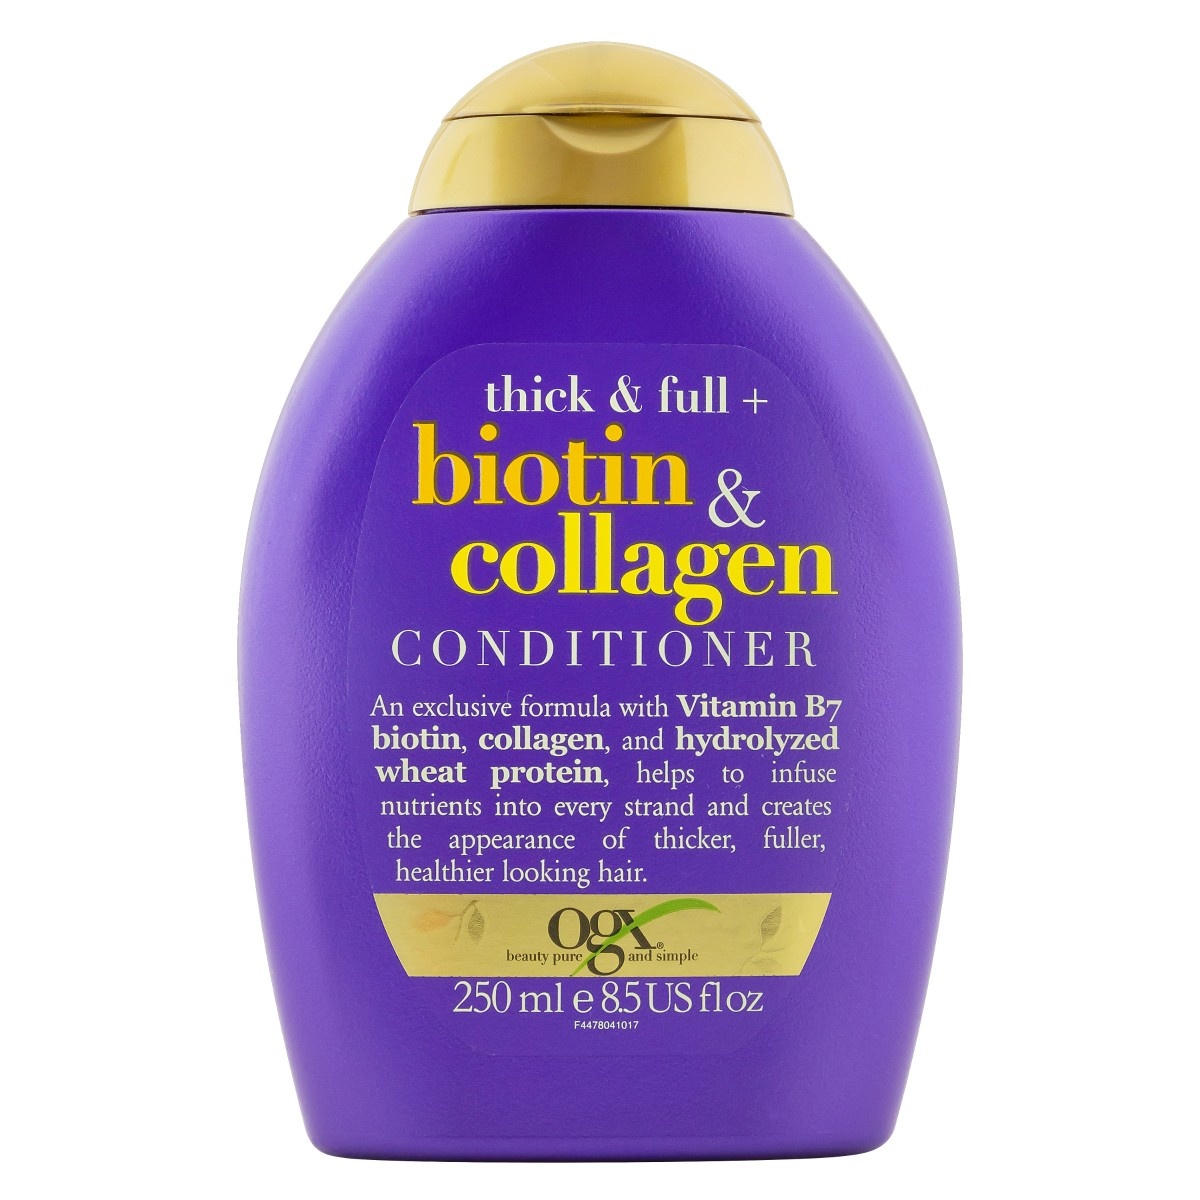 thick & full +
biotin &
collagen
CONDITIONER
An exclusive formula with Vitamin B7
biotin, collagen, and hydrolyzed
wheat protein, helps to infuse
nutrients into every strand and creates
the appearance of thicker, fuller,
healthier looking hair.
ogx®
beauty pure and simple
250 ml e 8.5 US fl oz
F4478041017